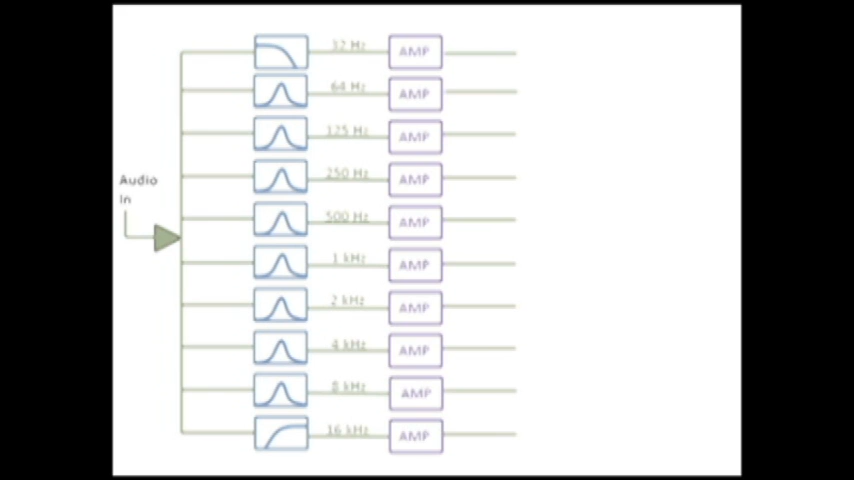 32 Hz AMP
64 Hz AMP
125 Hz AMP
250 Hz AMP
Audio
In
500 Hz AMP
1 kHz AMP
2 kHz AMP
4 kHz AMP
8 kHz AMP
16 kHz AMP